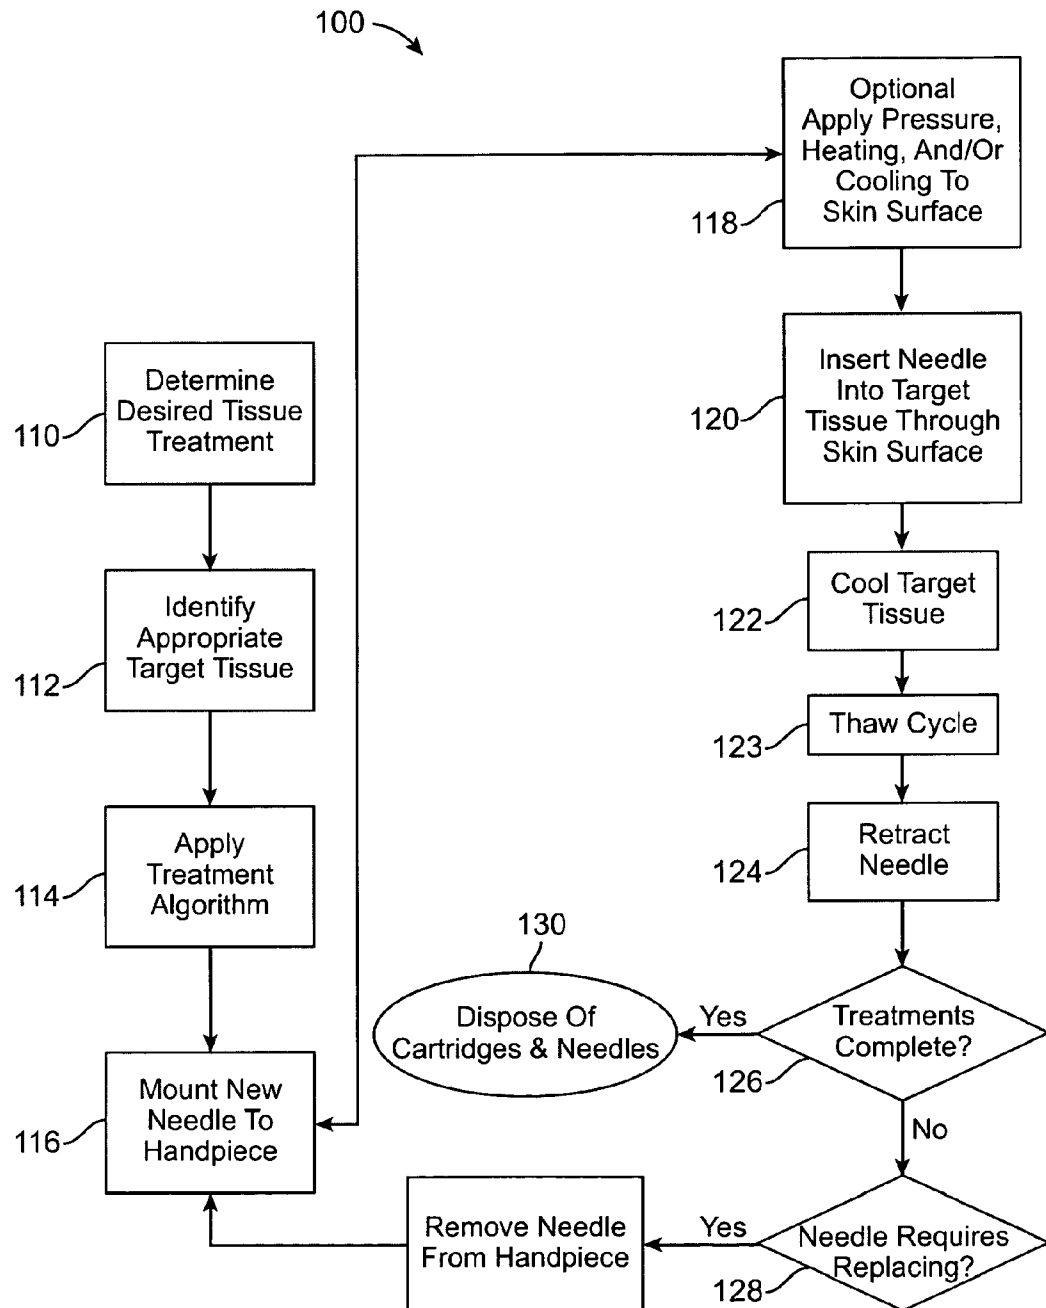 100
Optional
Apply Pressure,
Heating, And/Or
Cooling To
Skin Surface
118
Insert Needle
Into Target
Tissue Through
Skin Surface
120
Determine
Desired Tissue
Treatment
110
Cool Target
Tissue
122
Identify
Appropriate
Target Tissue
112
Thaw Cycle
123
Retract
Needle
124
Apply
Treatment
Algorithm
114
130
Dispose Of
Cartridges & Needles
Yes
Treatments
Complete?
126
Mount New
Needle To
Handpiece
116
No
Remove Needle
From Handpiece
Yes
Needle Requires
Replacing?
128